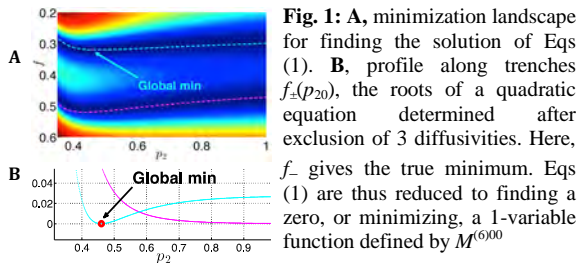 A
0.2
0.3
0.4
0.5
0.6
f
Global min
0.4
0.6
0.8
1
p2
B
Global min
0.04
0.02
0
0.4
0.5
0.6
0.7
0.8
0.9
p2
Fig. 1: A, minimization landscape
for finding the solution of Eqs
(1). B, profile along trenches
f±(p20), the roots of a quadratic
equation determined after
exclusion of 3 diffusivities. Here,
f− gives the true minimum. Eqs
(1) are thus reduced to finding a
zero, or minimizing, a 1-variable
function defined by M(6)00